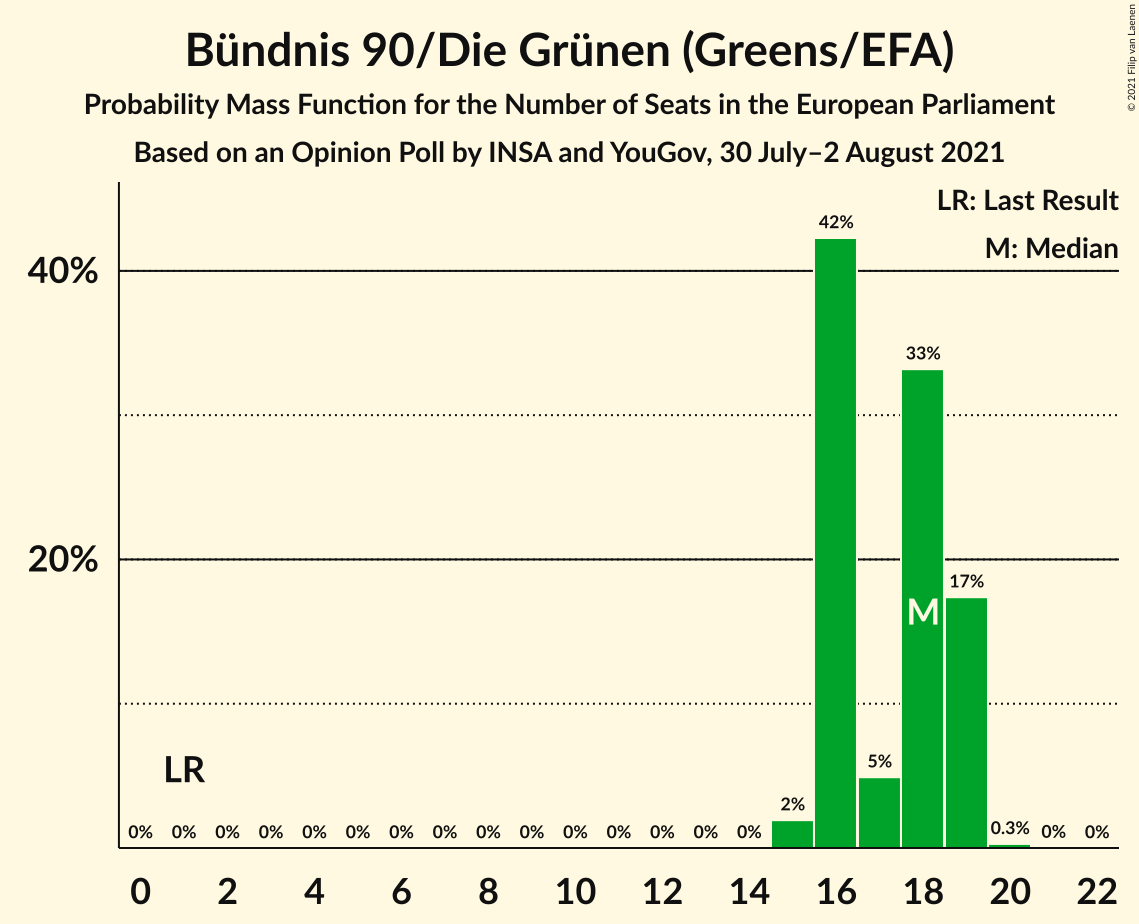 Bündnis 90/Die Grünen (Greens/EFA)
Probability Mass Function for the Number of Seats in the European Parliament
Based on an Opinion Poll by INSA and YouGov, 30 July–2 August 2021
© 2021 Filip van Laenen
LR: Last Result
M: Median
42%
40%
33%
20%
17%
M
5%
LR
2%
0% 0% 0% 0% 0% 0% 0% 0% 0% 0% 0% 0% 0% 0% 0% 0.3% 0% 0%
0 2 4 6 8 10 12 14 16 18 20 22